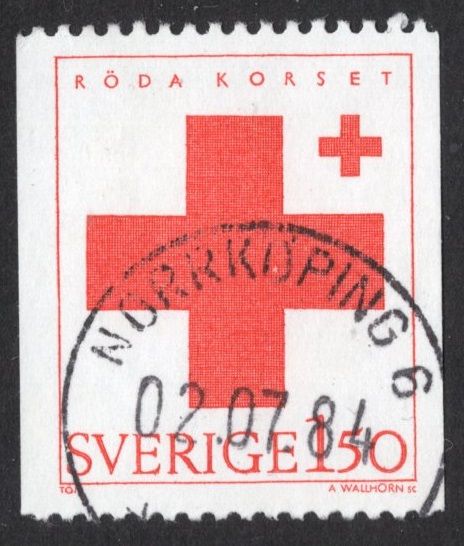 RÖDA KORSET
NORRKÖPING 6
02.07.84
SVERIGE 150
A WALLHORN SC